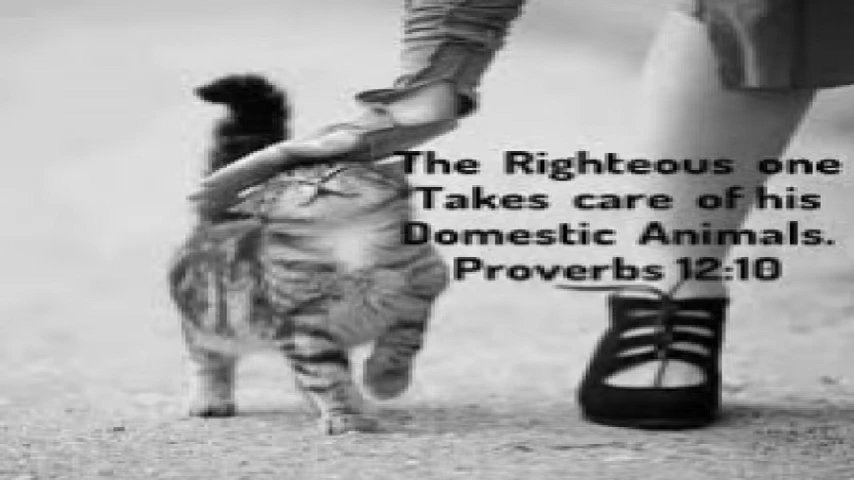 The Righteous one
Takes care of his
Domestic Animals.
Proverbs 12:10